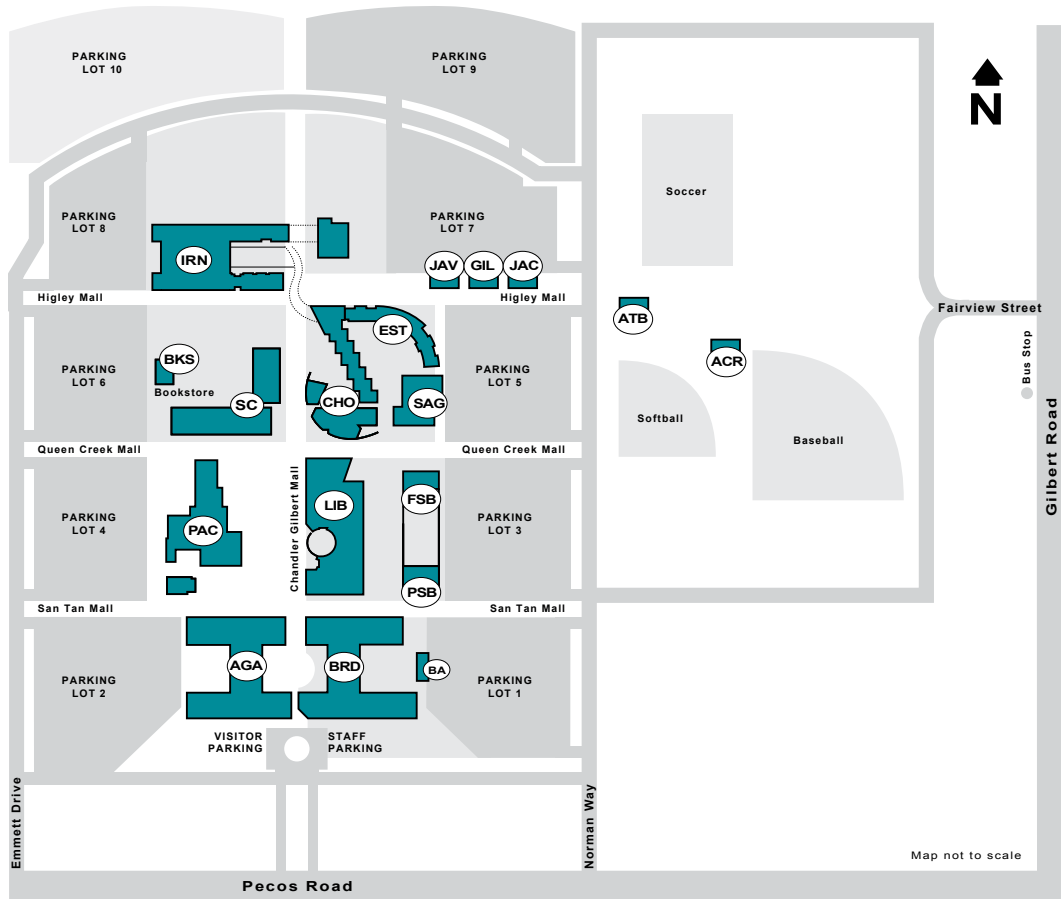 PARKING
LOT 10
PARKING
LOT 9
N
PARKING
LOT 8
PARKING
LOT 7
Soccer
IRN
JAV
GIL
JAC
Higley Mall
Higley Mall
ATB
Fairview Street
EST
BKS
Bookstore
ACR
Bus Stop
PARKING
LOT 6
PARKING
LOT 5
SC
CHO
SAG
Softball
Baseball
Queen Creek Mall
Queen Creek Mall
Gilbert Road
Chandler Gilbert Mall
PARKING
LOT 4
PAC
LIB
FSB
PARKING
LOT 3
PSB
San Tan Mall
San Tan Mall
PARKING
LOT 2
AGA
BRD
BA
PARKING
LOT 1
VISITOR
PARKING
STAFF
PARKING
Emmett Drive
Norman Way
Map not to scale
Pecos Road